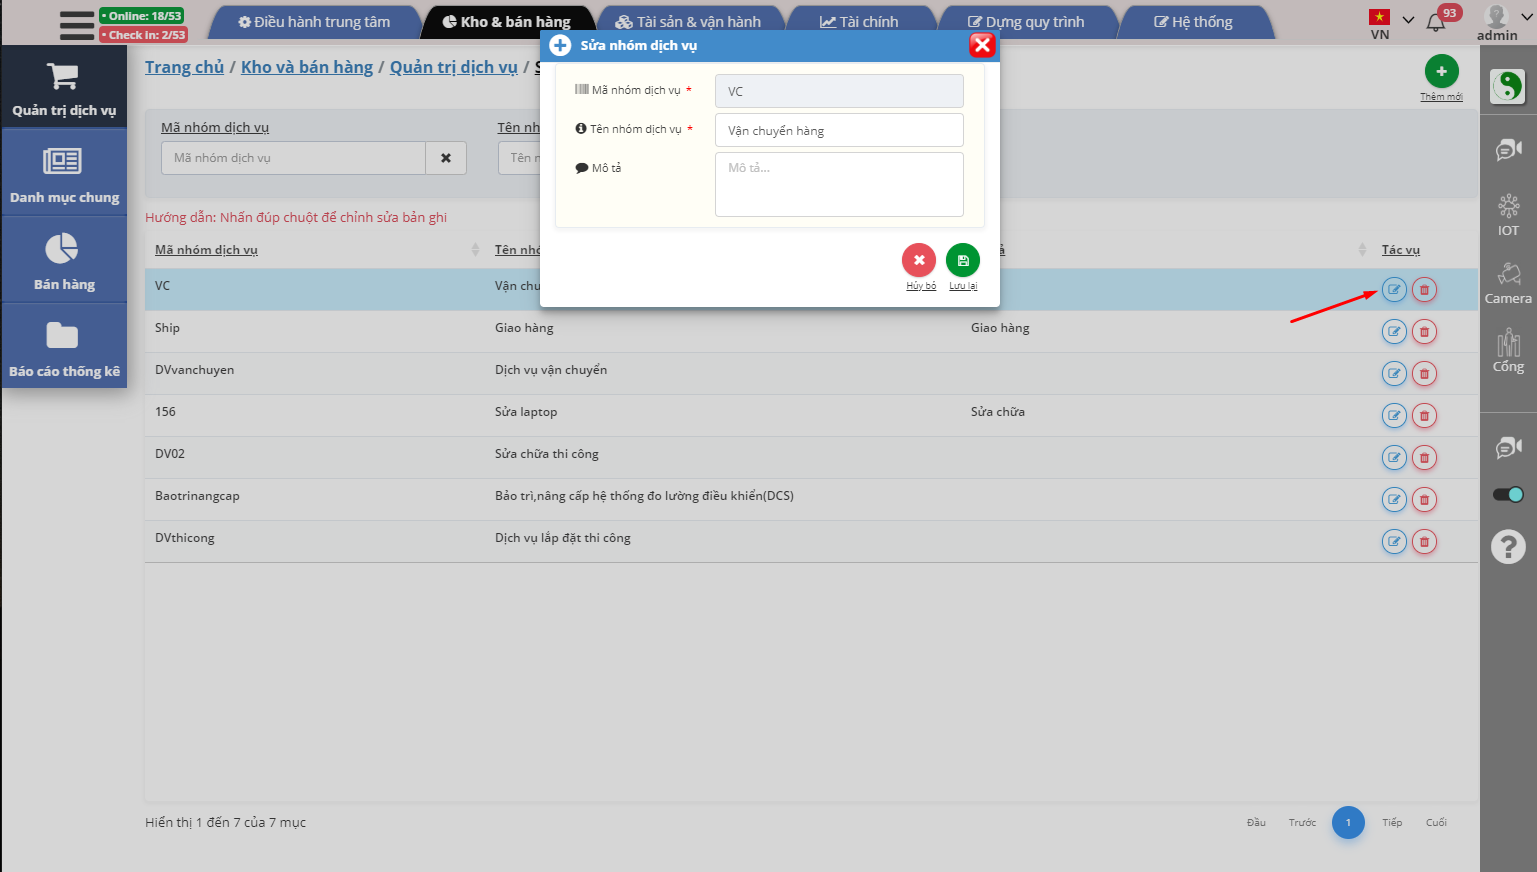 • Online: 18/53
• Check in: 2/53
Điều hành trung tâm
Kho & bán hàng
Tài sản & vận hành
Tài chính
Dựng quy trình
Hệ thống
VN
93
admin
Quản trị dịch vụ
Danh mục chung
Bán hàng
Báo cáo thống kê
Trang chủ / Kho và bán hàng / Quản trị dịch vụ /
Thêm mới
Mã nhóm dịch vụ
Mã nhóm dịch vụ
Hướng dẫn: Nhấn đúp chuột để chỉnh sửa bản ghi
Sửa nhóm dịch vụ
Mã nhóm dịch vụ *
VC
Tên nhóm dịch vụ *
Vận chuyển hàng
Mô tả
Mô tả...
Hủy bỏ
Lưu lại
Mã nhóm dịch vụ
Tác vụ
VC
Ship Giao hàng Giao hàng
DVvanchuyen Dịch vụ vận chuyển
156 Sửa laptop Sửa chữa
DV02 Sửa chữa thi công
Baotrinangcap Bảo trì,nâng cấp hệ thống đo lường điều khiển(DCS)
DVthicong Dịch vụ lắp đặt thi công
Hiển thị 1 đến 7 của 7 mục
Đầu Trước 1 Tiếp Cuối
IOT
Camera
Cổng